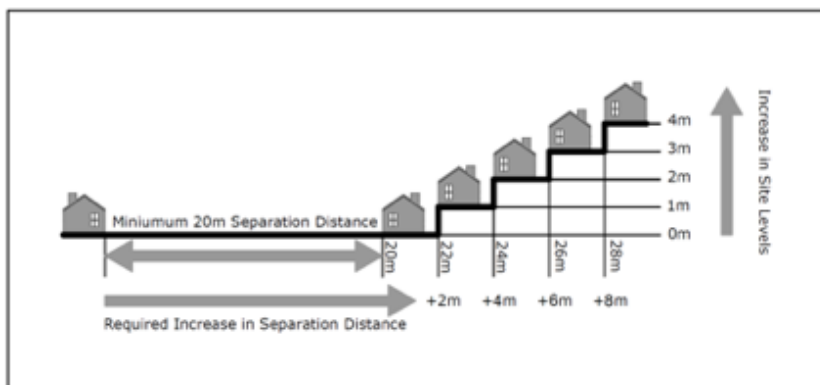 4m
3m
2m
1m
0m
Increase in Site Levels
Miniumum 20m Separation Distance
20m
22m
24m
26m
28m
+2m
+4m
+6m
+8m
Required Increase in Separation Distance